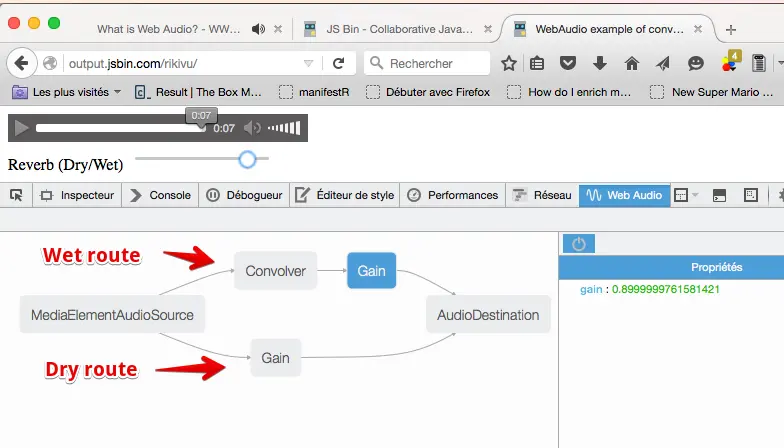 What is Web Audio? - WW...
JS Bin - Collaborative Java...
WebAudio example of conv...
output.jsbin.com/rikivu/
Rechercher
4
Les plus visités
Result | The Box M...
manifestR
Débuter avec Firefox
How do I enrich m...
New Super Mario
0:07
0:07
Reverb (Dry/Wet)
Inspecteur
Console
Débogueur
Éditeur de style
Performances
Réseau
Web Audio
Wet route
Convolver
Gain
MediaElementAudioSource
AudioDestination
Dry route
Gain
Propriétés
gain : 0.8999999761581421